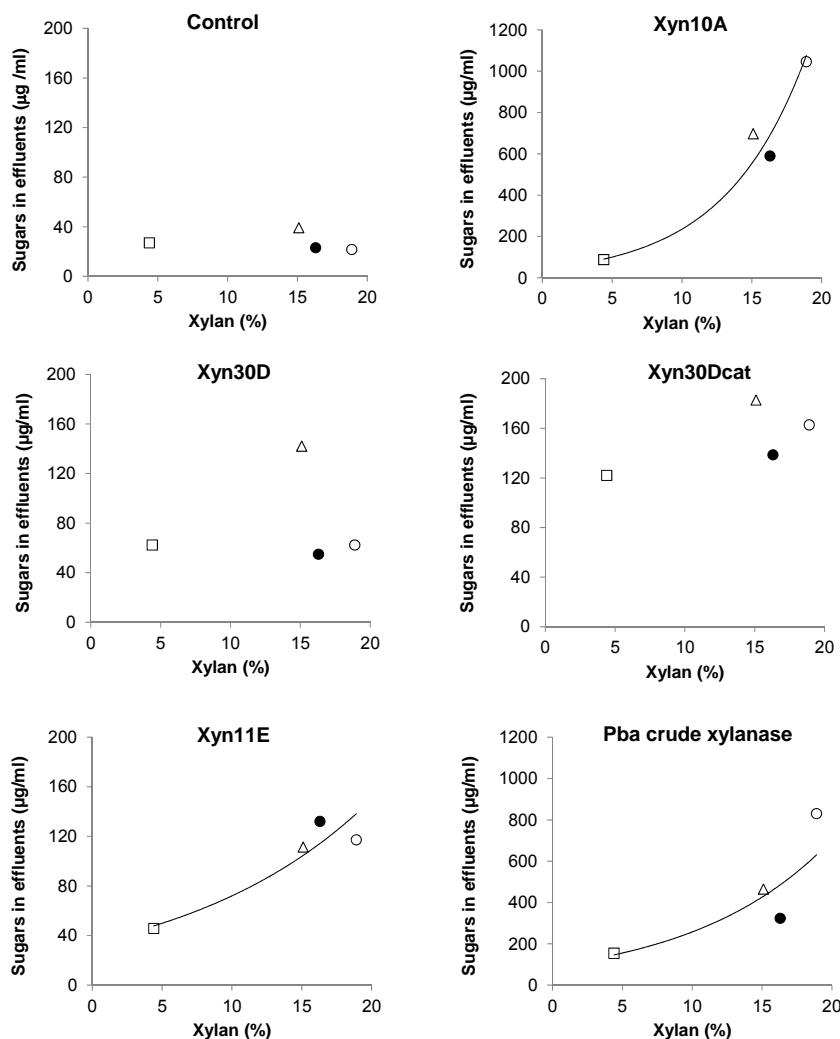 Control
Sugars in effluents (µg /ml)
200
160
120
80
40
0
0 5 10 15 20
Xylan (%)
Xyn10A
Sugars in effluents (µg/ml)
1200
1000
800
600
400
200
0
0 5 10 15 20
Xylan (%)
Xyn30D
Sugars in effluents (µg/ml)
200
160
120
80
40
0
0 5 10 15 20
Xylan (%)
Xyn30Dcat
Sugars in effluents (µg/ml)
200
160
120
80
40
0
0 5 10 15 20
Xylan (%)
Xyn11E
Sugars in effluents (µg/ml)
200
160
120
80
40
0
0 5 10 15 20
Xylan (%)
Pba crude xylanase
Sugars in effluents (µg/ml)
1200
1000
800
600
400
200
0
0 5 10 15 20
Xylan (%)